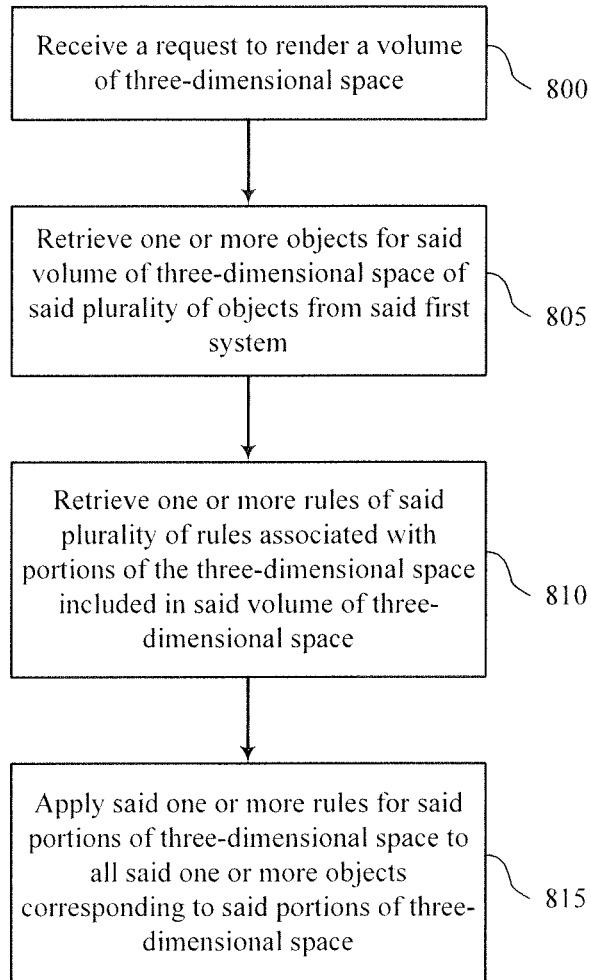 Receive a request to render a volume
of three-dimensional space
800
Retrieve one or more objects for said
volume of three-dimensional space of
said plurality of objects from said first
system
805
Retrieve one or more rules of said
plurality of rules associated with
portions of the three-dimensional space
included in said volume of three-
dimensional space
810
Apply said one or more rules for said
portions of three-dimensional space to
all said one or more objects
corresponding to said portions of three-
dimensional space
815